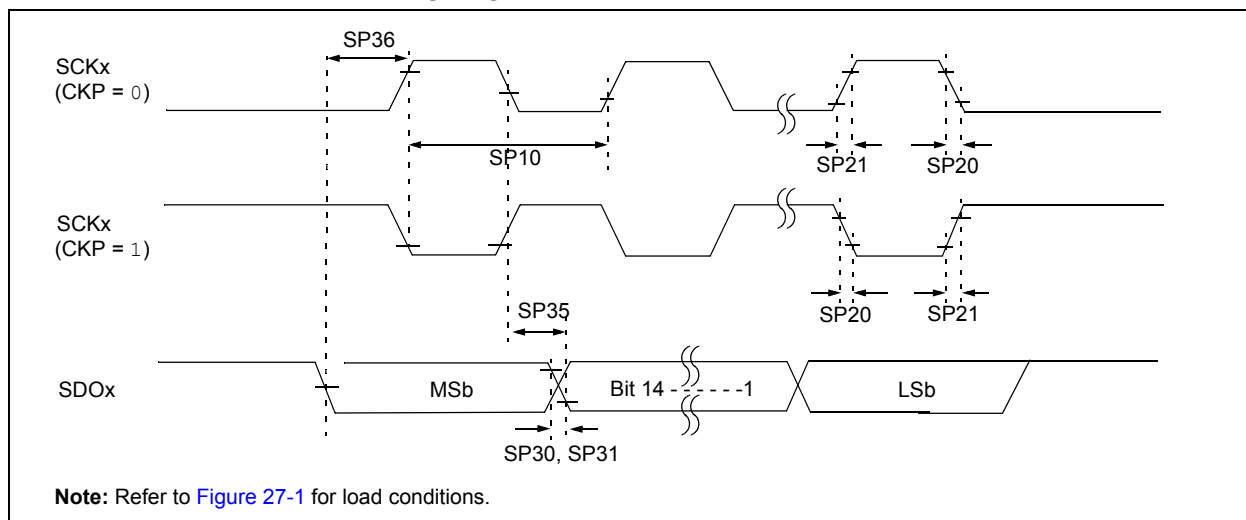 SP36
SCKx
(CKP = 0)
SP10
SP21
SP20
SCKx
(CKP = 1)
SP35
SP20
SP21
SDOx
MSb
Bit 14 - - - - - -1
LSb
SP30, SP31
Note: Refer to Figure 27-1 for load conditions.